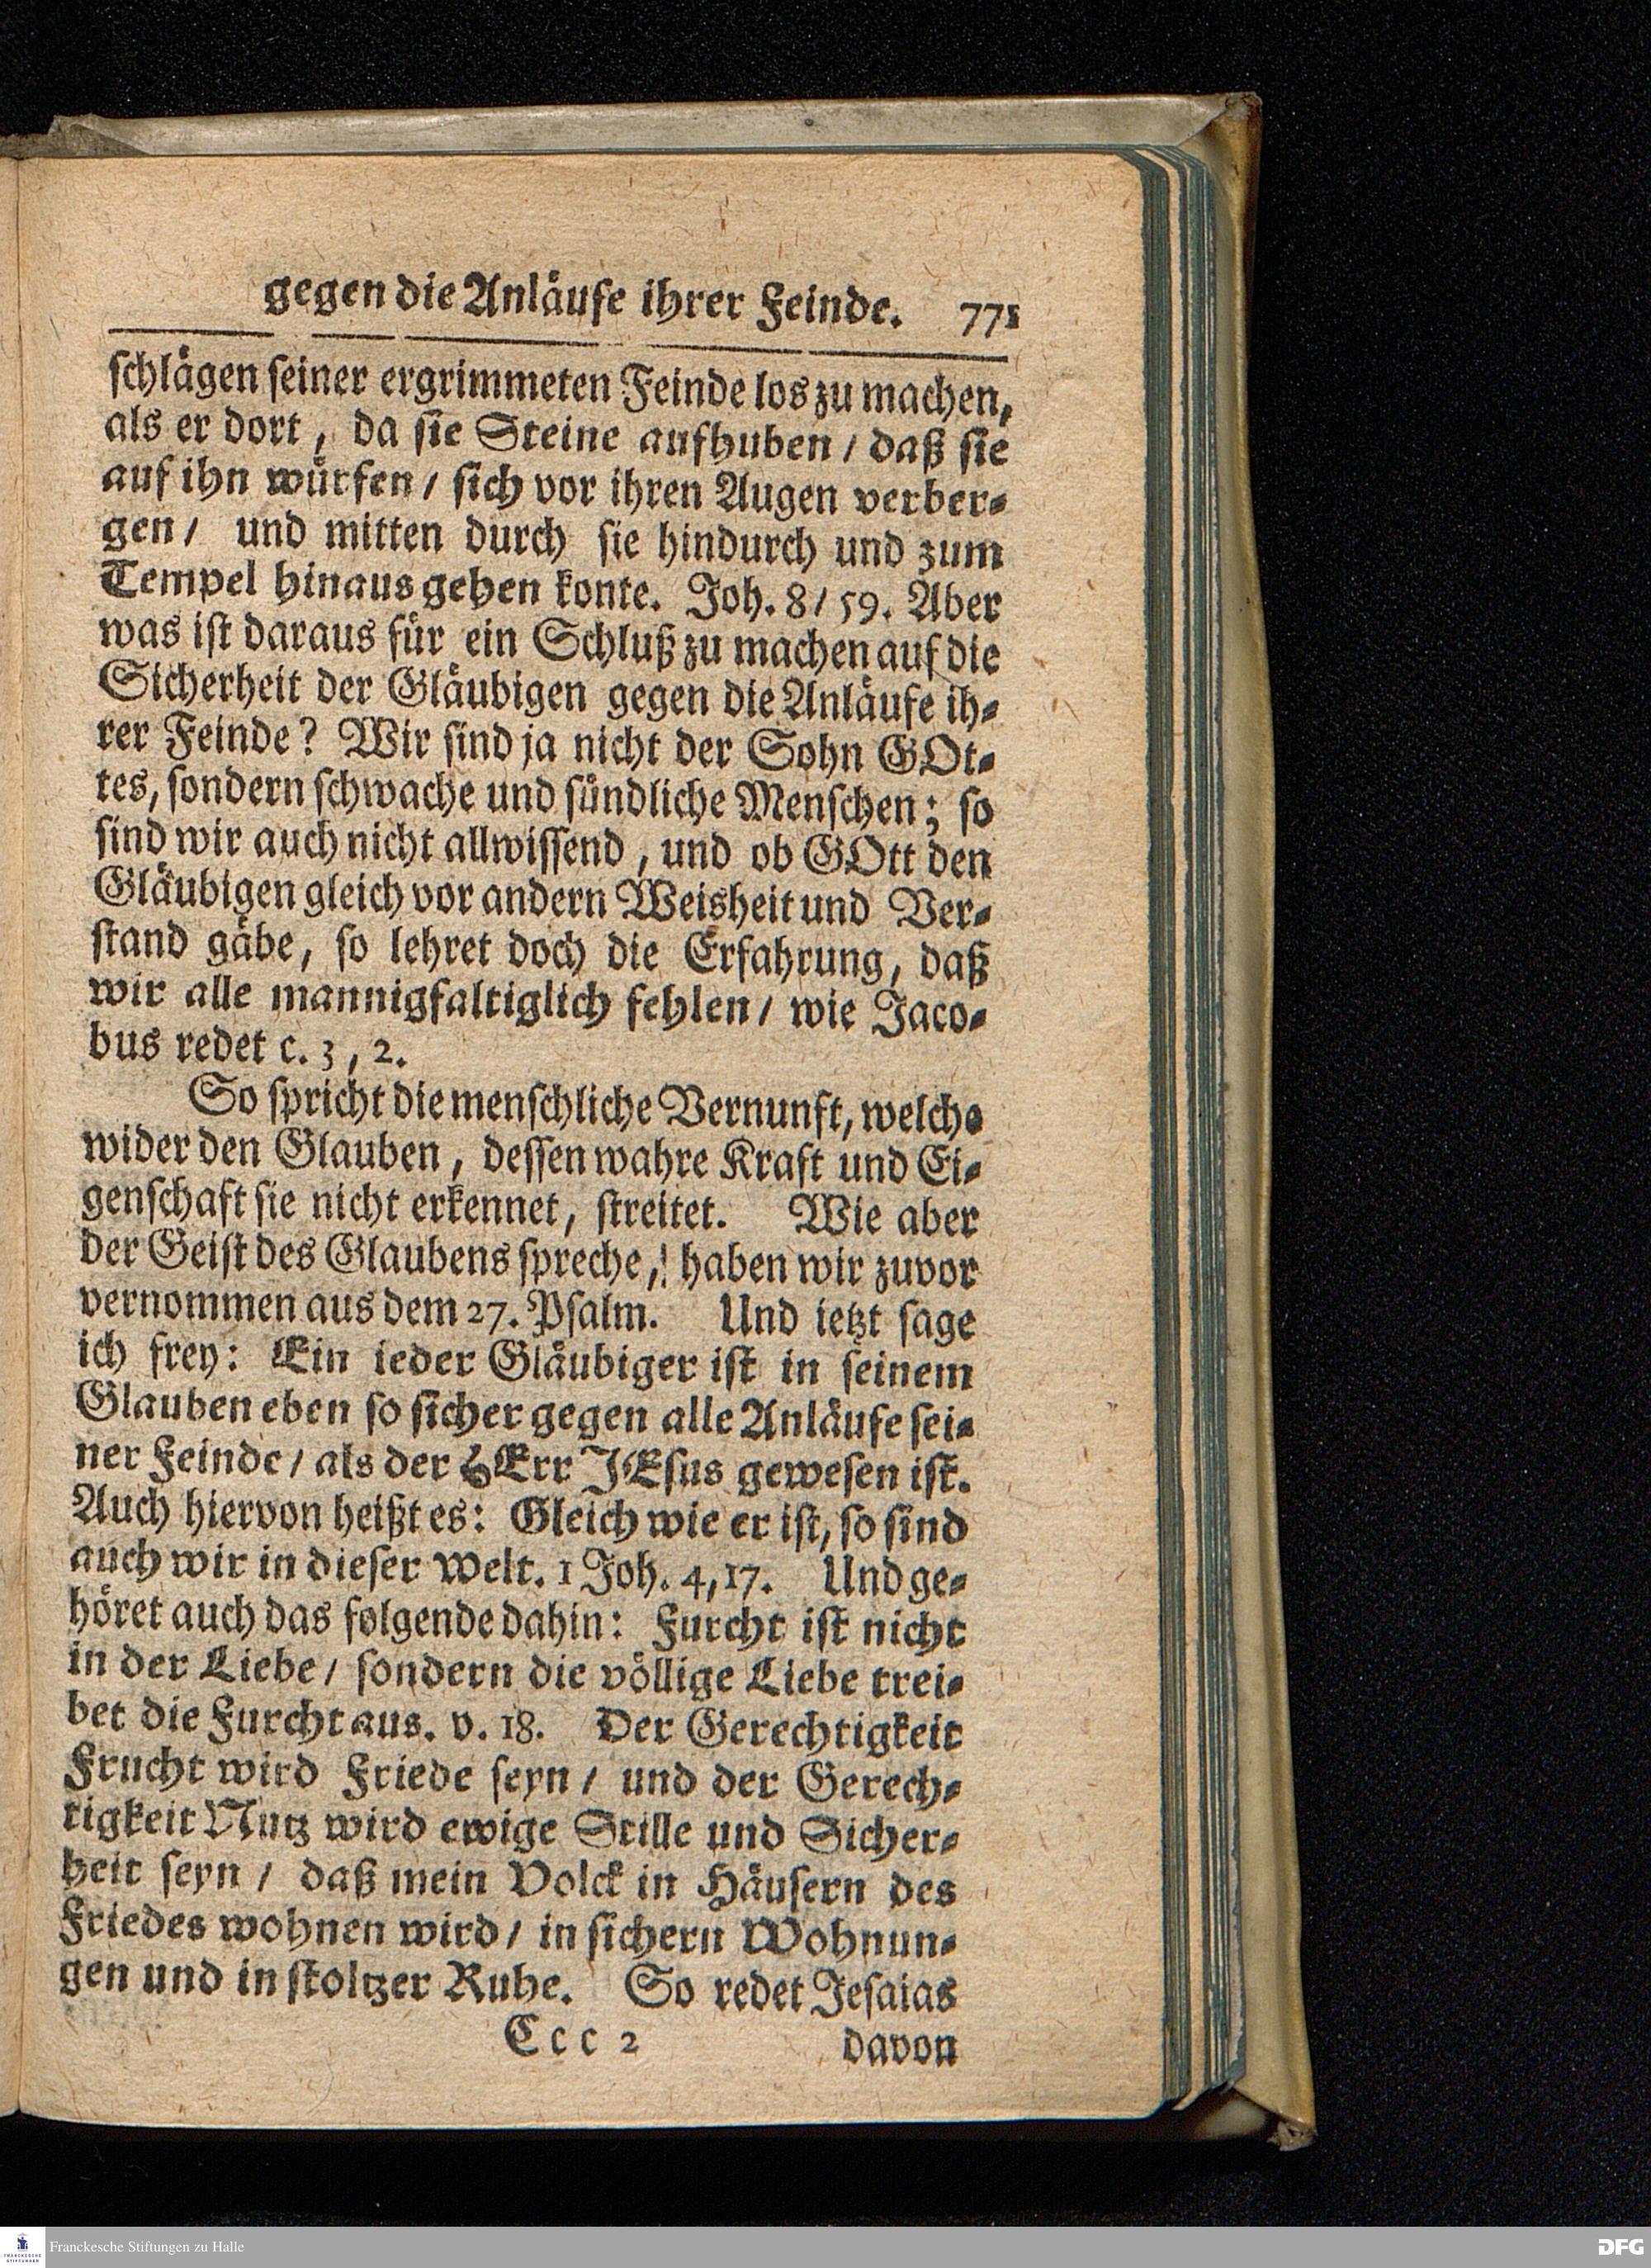 gegen die Anläufe ihrer Feinde. 771
schlägen seiner ergrimmeten Feinde los zu machen,
als er dort, da sie Steine aufhuben / daß sie
auf ihn würfen / sich vor ihren Augen verber-
gen / und mitten durch sie hindurch und zum
Tempel hinaus gehen konte. Joh. 8 / 59. Aber
was ist daraus für ein Schluß zu machen auf die
Sicherheit der Gläubigen gegen die Anläufe ih-
rer Feinde? Wir sind ja nicht der Sohn GOt-
tes, sondern schwache und sündliche Menschen; so
sind wir auch nicht allwissend, und ob GOtt den
Gläubigen gleich vor andern Weisheit und Ver-
stand gäbe, so lehret doch die Erfahrung, daß
wir alle mannigfaltiglich fehlen / wie Jaco-
bus redet c. 3, 2.
So spricht die menschliche Vernunft, welche
wider den Glauben, dessen wahre Kraft und Ei-
genschaft sie nicht erkennet, streitet. Wie aber
der Geist des Glaubens spreche, haben wir zuvor
vernommen aus dem 27. Psalm. Und ietzt sage
ich frey: Ein ieder Gläubiger ist in seinem
Glauben eben so sicher gegen alle Anläufe sei-
ner Feinde / als der HErr JEsus gewesen ist.
Auch hiervon heißt es: Gleich wie er ist, so sind
auch wir in dieser Welt. 1 Joh. 4, 17. Und ge-
höret auch das folgende dahin: Furcht ist nicht
in der Liebe / sondern die völlige Liebe trei-
bet die Furcht aus. v. 18. Der Gerechtigkeit
Frucht wird Friede seyn / und der Gerech-
tigkeit Nutz wird ewige Stille und Sicher-
heit seyn / daß mein Volck in Häusern des
Friedes wohnen wird / in sichern Wohnun-
gen und in stoltzer Ruhe. So redet Jesaias
Ccc 2 davon
FRANCKESCHE STIFTUNGEN
Franckesche Stiftungen zu Halle
DFG